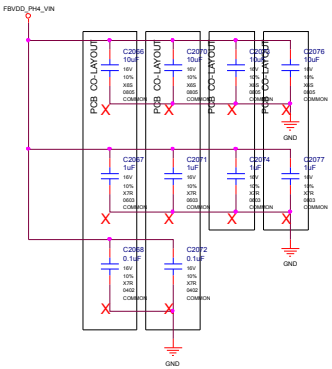 FBVDD_PH4_VIN
PCB CO-LAYOUT
C2066
10uF
16V
10%
X6S
0805
COMMON
PCB CO-LAYOUT
C2070
10uF
16V
10%
X6S
0805
COMMON
PCB CO-LAYOUT
10uF
16V
10%
X6S
0805
COMMON
PCB CO-LAYOUT
C2076
10uF
16V
10%
X6S
0805
COMMON
GND
C2067
1uF
16V
10%
X7R
0603
COMMON
C2071
1uF
16V
10%
X7R
0603
COMMON
C2074
1uF
16V
10%
X7R
0603
COMMON
C2077
1uF
16V
10%
X7R
0603
COMMON
GND
C2068
0.1uF
16V
10%
X7R
0402
COMMON
C2072
0.1uF
16V
10%
X7R
0402
COMMON
GND